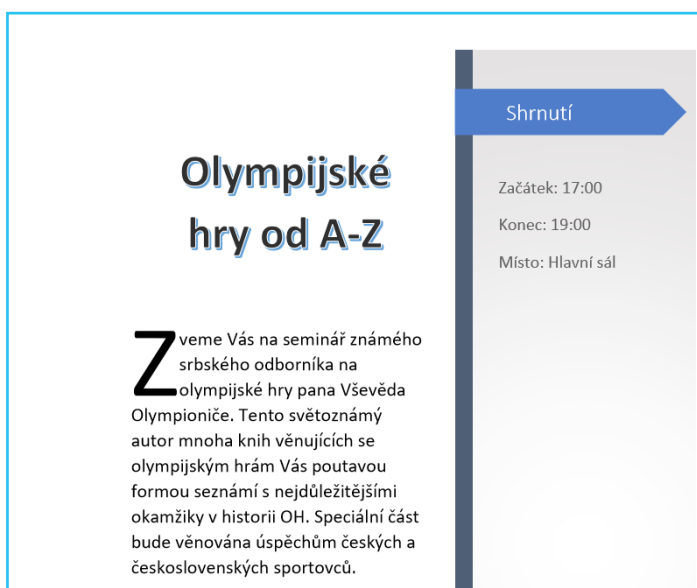 Olympijské
hry od A-Z
Zveme Vás na seminář známého
srbského odborníka na
olympijské hry pana Vševěda
Olympioniče. Tento světoznámý
autor mnoha knih věnujících se
olympijským hrám Vás poutavou
formou seznámí s nejdůležitějšími
okamžiky v historii OH. Speciální část
bude věnována úspěchům českých a
československých sportovců.
Shrnutí
Začátek: 17:00
Konec: 19:00
Místo: Hlavní sál